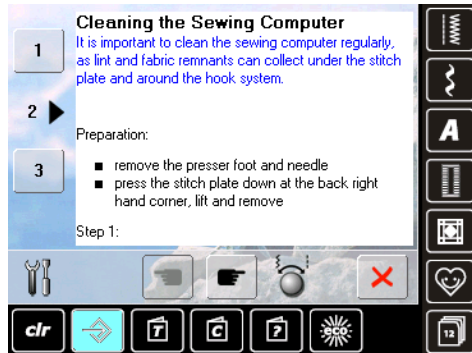 Cleaning the Sewing Computer
It is important to clean the sewing computer regularly,
as lint and fabric remnants can collect under the stitch
plate and around the hook system.
1
2
Preparation:
3
■ remove the presser foot and needle
■ press the stitch plate down at the back right
hand corner, lift and remove
Step 1:
A
clr
T
C
?
eco
12